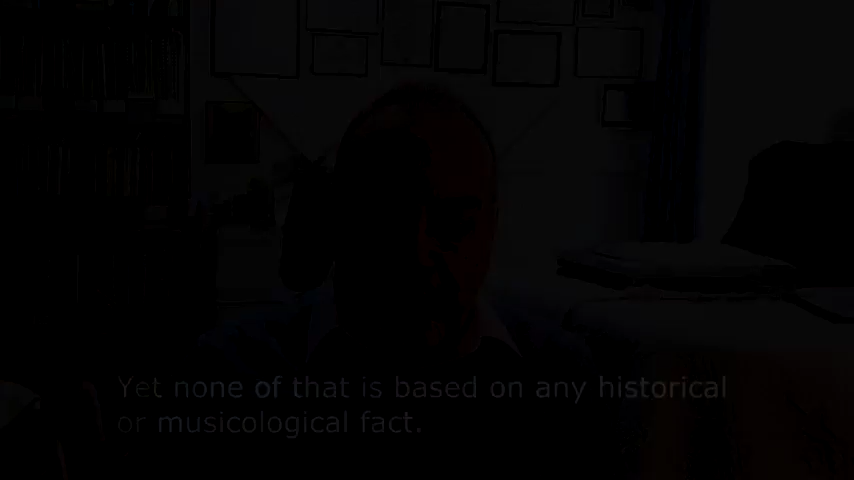 Yet none of that is based on any historical
or musicological fact.